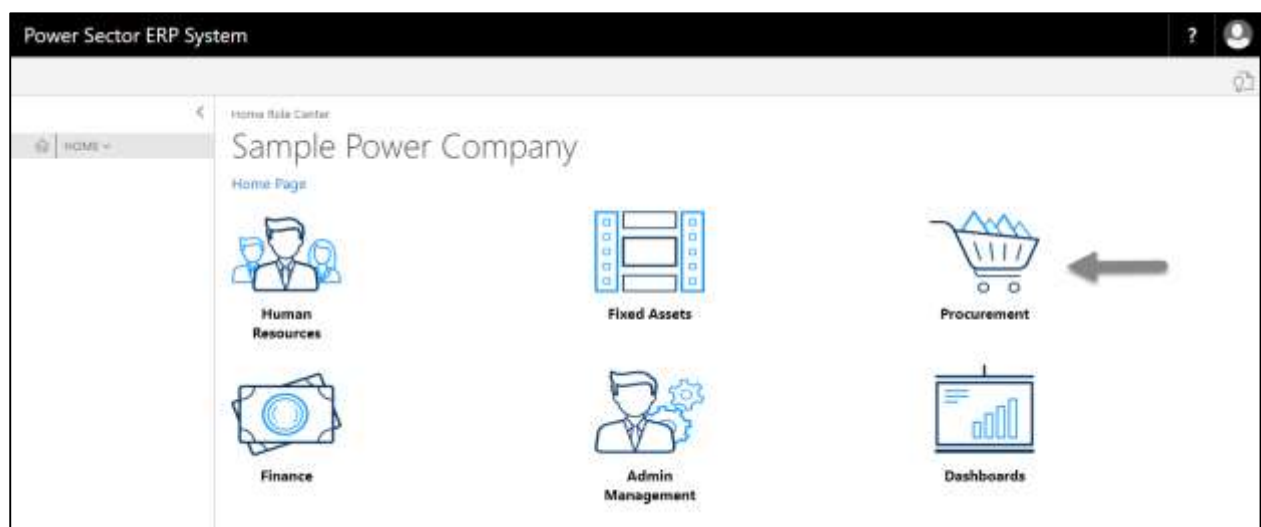 Power Sector ERP System
?
HOME
Home Role Center
Sample Power Company
Home Page
Human
Resources
Fixed Assets
Procurement
Finance
Admin
Management
Dashboards